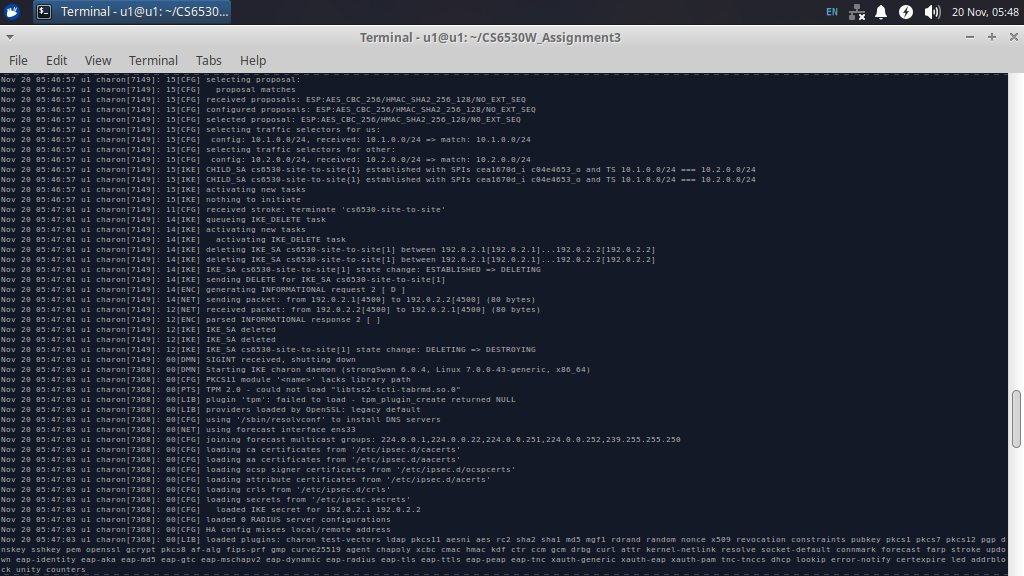 Terminal - u1@u1: ~/CS6530...
EN
20 Nov, 05:48
Terminal - u1@u1: ~/CS6530W_Assignment3
File Edit View Terminal Tabs Help
Nov 20 05:46:57 u1 charon[7149]: 15[CFG] selecting proposal:
Nov 20 05:46:57 u1 charon[7149]: 15[CFG]   proposal matches
Nov 20 05:46:57 u1 charon[7149]: 15[CFG] received proposals: ESP:AES_CBC_256/HMAC_SHA2_256_128/NO_EXT_SEQ
Nov 20 05:46:57 u1 charon[7149]: 15[CFG] configured proposals: ESP:AES_CBC_256/HMAC_SHA2_256_128/NO_EXT_SEQ
Nov 20 05:46:57 u1 charon[7149]: 15[CFG] selected proposal: ESP:AES_CBC_256/HMAC_SHA2_256_128/NO_EXT_SEQ
Nov 20 05:46:57 u1 charon[7149]: 15[CFG] selecting traffic selectors for us:
Nov 20 05:46:57 u1 charon[7149]: 15[CFG]  config: 10.1.0.0/24, received: 10.1.0.0/24 => match: 10.1.0.0/24
Nov 20 05:46:57 u1 charon[7149]: 15[CFG] selecting traffic selectors for other:
Nov 20 05:46:57 u1 charon[7149]: 15[CFG]  config: 10.2.0.0/24, received: 10.2.0.0/24 => match: 10.2.0.0/24
Nov 20 05:46:57 u1 charon[7149]: 15[IKE] CHILD_SA cs6530-site-to-site{1} established with SPIs cea1670d_i c04e4653_o and TS 10.1.0.0/24 === 10.2.0.0/24
Nov 20 05:46:57 u1 charon[7149]: 15[IKE] CHILD_SA cs6530-site-to-site{1} established with SPIs cea1670d_i c04e4653_o and TS 10.1.0.0/24 === 10.2.0.0/24
Nov 20 05:46:57 u1 charon[7149]: 15[IKE] activating new tasks
Nov 20 05:46:57 u1 charon[7149]: 15[IKE] nothing to initiate
Nov 20 05:47:01 u1 charon[7149]: 11[CFG] received stroke: terminate 'cs6530-site-to-site'
Nov 20 05:47:01 u1 charon[7149]: 14[IKE] queueing IKE_DELETE task
Nov 20 05:47:01 u1 charon[7149]: 14[IKE] activating new tasks
Nov 20 05:47:01 u1 charon[7149]: 14[IKE]   activating IKE_DELETE task
Nov 20 05:47:01 u1 charon[7149]: 14[IKE] deleting IKE_SA cs6530-site-to-site[1] between 192.0.2.1[192.0.2.1]...192.0.2.2[192.0.2.2]
Nov 20 05:47:01 u1 charon[7149]: 14[IKE] deleting IKE_SA cs6530-site-to-site[1] between 192.0.2.1[192.0.2.1]...192.0.2.2[192.0.2.2]
Nov 20 05:47:01 u1 charon[7149]: 14[IKE] IKE_SA cs6530-site-to-site[1] state change: ESTABLISHED => DELETING
Nov 20 05:47:01 u1 charon[7149]: 14[IKE] sending DELETE for IKE_SA cs6530-site-to-site[1]
Nov 20 05:47:01 u1 charon[7149]: 14[ENC] generating INFORMATIONAL request 2 [ D ]
Nov 20 05:47:01 u1 charon[7149]: 14[NET] sending packet: from 192.0.2.1[4500] to 192.0.2.2[4500] (80 bytes)
Nov 20 05:47:01 u1 charon[7149]: 12[NET] received packet: from 192.0.2.2[4500] to 192.0.2.1[4500] (80 bytes)
Nov 20 05:47:01 u1 charon[7149]: 12[ENC] parsed INFORMATIONAL response 2 [ ]
Nov 20 05:47:01 u1 charon[7149]: 12[IKE] IKE_SA deleted
Nov 20 05:47:01 u1 charon[7149]: 12[IKE] IKE_SA deleted
Nov 20 05:47:01 u1 charon[7149]: 12[IKE] IKE_SA cs6530-site-to-site[1] state change: DELETING => DESTROYING
Nov 20 05:47:01 u1 charon[7149]: 00[DMN] SIGINT received, shutting down
Nov 20 05:47:03 u1 charon[7368]: 00[DMN] Starting IKE charon daemon (strongSwan 6.0.4, Linux 7.0.0-43-generic, x86_64)
Nov 20 05:47:03 u1 charon[7368]: 00[CFG] PKCS11 module '<name>' lacks library path
Nov 20 05:47:03 u1 charon[7368]: 00[PTS] TPM 2.0 - could not load "libtss2-tcti-tabrmd.so.0"
Nov 20 05:47:03 u1 charon[7368]: 00[LIB] plugin 'tpm': failed to load - tpm_plugin_create returned NULL
Nov 20 05:47:03 u1 charon[7368]: 00[LIB] providers loaded by OpenSSL: legacy default
Nov 20 05:47:03 u1 charon[7368]: 00[CFG] using '/sbin/resolvconf' to install DNS servers
Nov 20 05:47:03 u1 charon[7368]: 00[NET] using forecast interface ens33
Nov 20 05:47:03 u1 charon[7368]: 00[CFG] joining forecast multicast groups: 224.0.0.1,224.0.0.22,224.0.0.251,224.0.0.252,239.255.255.250
Nov 20 05:47:03 u1 charon[7368]: 00[CFG] loading ca certificates from '/etc/ipsec.d/cacerts'
Nov 20 05:47:03 u1 charon[7368]: 00[CFG] loading aa certificates from '/etc/ipsec.d/aacerts'
Nov 20 05:47:03 u1 charon[7368]: 00[CFG] loading ocsp signer certificates from '/etc/ipsec.d/ocspcerts'
Nov 20 05:47:03 u1 charon[7368]: 00[CFG] loading attribute certificates from '/etc/ipsec.d/acerts'
Nov 20 05:47:03 u1 charon[7368]: 00[CFG] loading crls from '/etc/ipsec.d/crls'
Nov 20 05:47:03 u1 charon[7368]: 00[CFG] loading secrets from '/etc/ipsec.secrets'
Nov 20 05:47:03 u1 charon[7368]: 00[CFG]   loaded IKE secret for 192.0.2.1 192.0.2.2
Nov 20 05:47:03 u1 charon[7368]: 00[CFG] loaded 0 RADIUS server configurations
Nov 20 05:47:03 u1 charon[7368]: 00[CFG] HA config misses local/remote address
Nov 20 05:47:03 u1 charon[7368]: 00[LIB] loaded plugins: charon test-vectors ldap pkcs11 aesni aes rc2 sha2 sha1 md5 mgf1 rdrand random nonce x509 revocation constraints pubkey pkcs1 pkcs7 pkcs12 pgp d
nskey sshkey pem openssl gcrypt pkcs8 af-alg fips-prf gmp curve25519 agent chapoly xcbc cmac hmac kdf ctr ccm gcm drbg curl attr kernel-netlink resolve socket-default connmark forecast farp stroke updo
wn eap-identity eap-aka eap-md5 eap-gtc eap-mschapv2 eap-dynamic eap-radius eap-tls eap-ttls eap-peap eap-tnc xauth-generic xauth-eap xauth-pam tnc-tnccs dhcp lookip error-notify certexpire led addrblo
ck unity counters